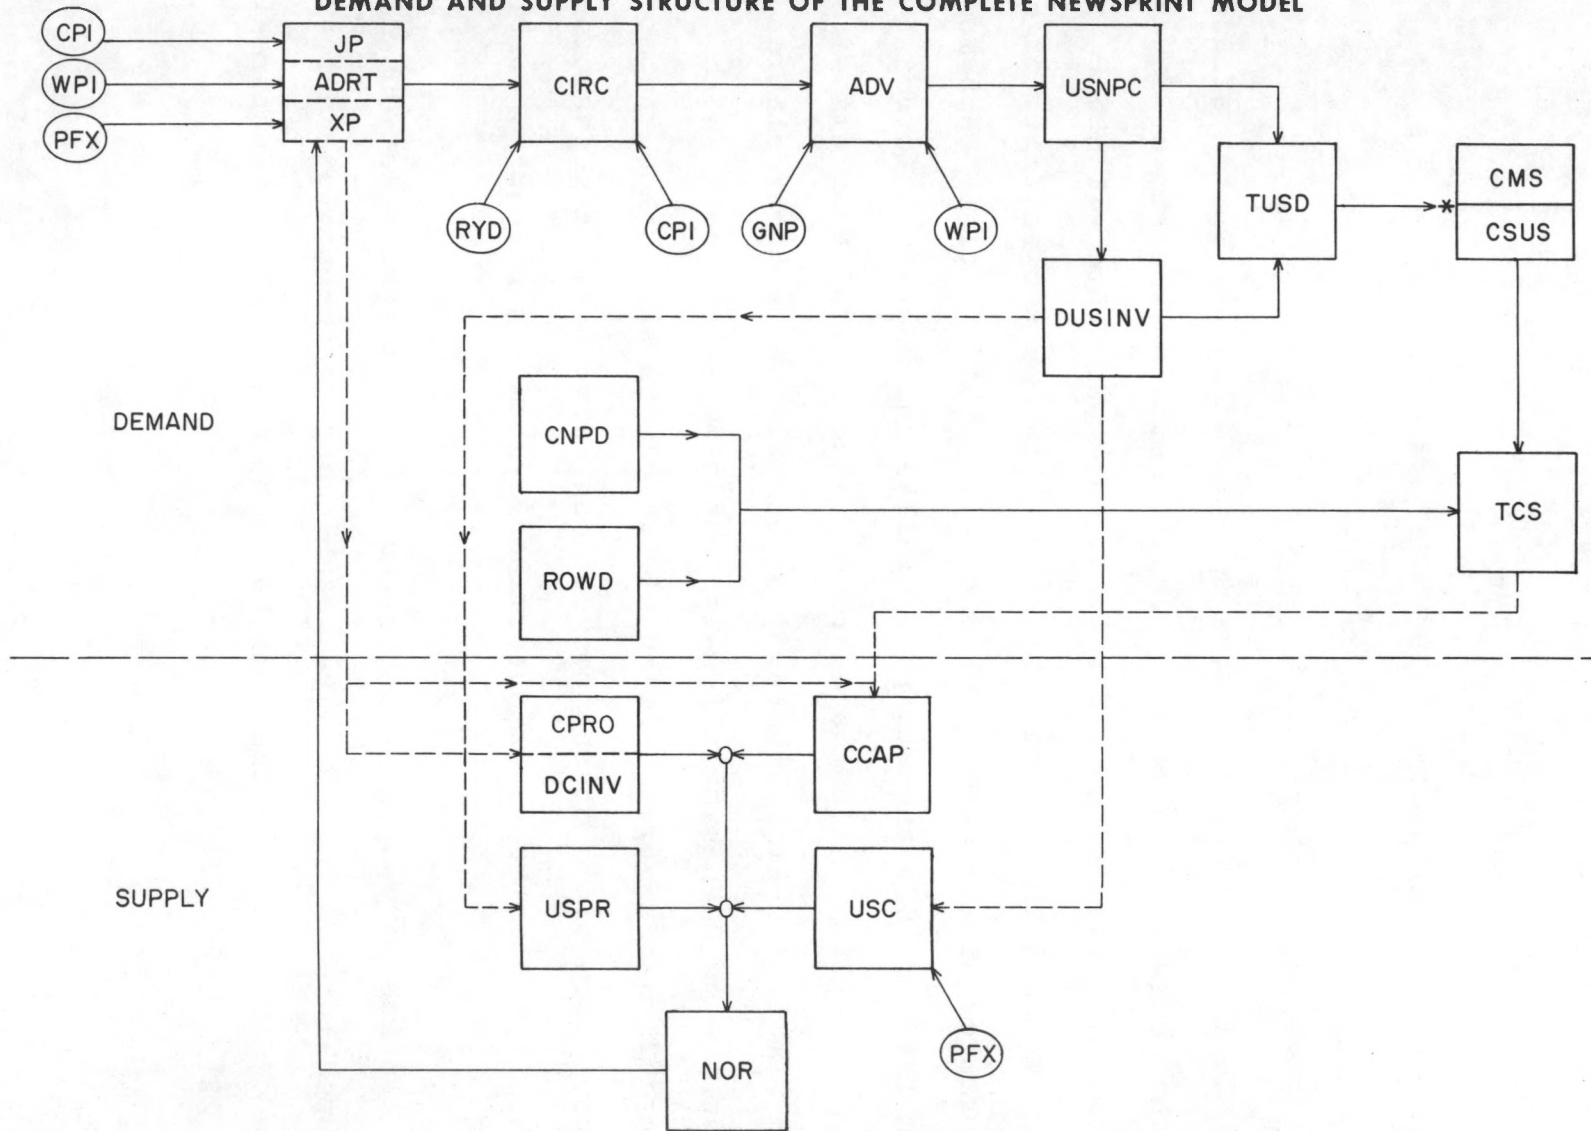 DEMAND AND SUPPLY STRUCTURE OF THE COMPLETE NEWSPRINT MODEL
CPI
JP
WPI
ADRT
CIRC
ADV
USNPC
PFX
XP
CMS
TUSD
*
CSUS
RYD
CPI
GNP
WPI
DUSINV
DEMAND
CNPD
TCS
ROWD
CPRO
CCAP
DCINV
SUPPLY
USPR
USC
PFX
NOR